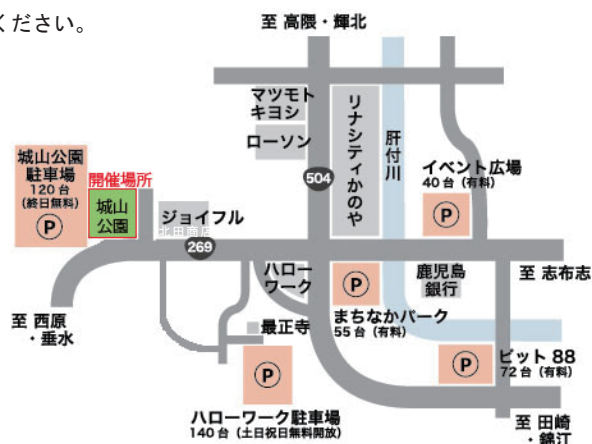 ください。
至 高隈・輝北
マツモト
キヨシ
ローソン
リナシティかのや
肝付川
504
イベント広場
40台（有料）
P
城山公園
駐車場
120台
（終日無料）
P
開催場所
城山
公園
ジョイフル
北田商店
269
ハロー
ワーク
P
まちなかパーク
55台（有料）
鹿児島
銀行
至 志布志
至 西原
・垂水
最正寺
P
ハローワーク駐車場
140台（土日祝日無料開放）
P
ピット 88
72台（有料）
至 田崎
・錦江